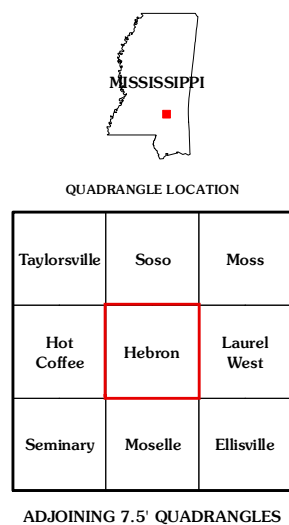 MISSISSIPPI
QUADRANGLE LOCATION
Taylorsville
Soso
Moss
Hot
Coffee
Hebron
Laurel
West
Seminary
Moselle
Ellisville
ADJOINING 7.5' QUADRANGLES